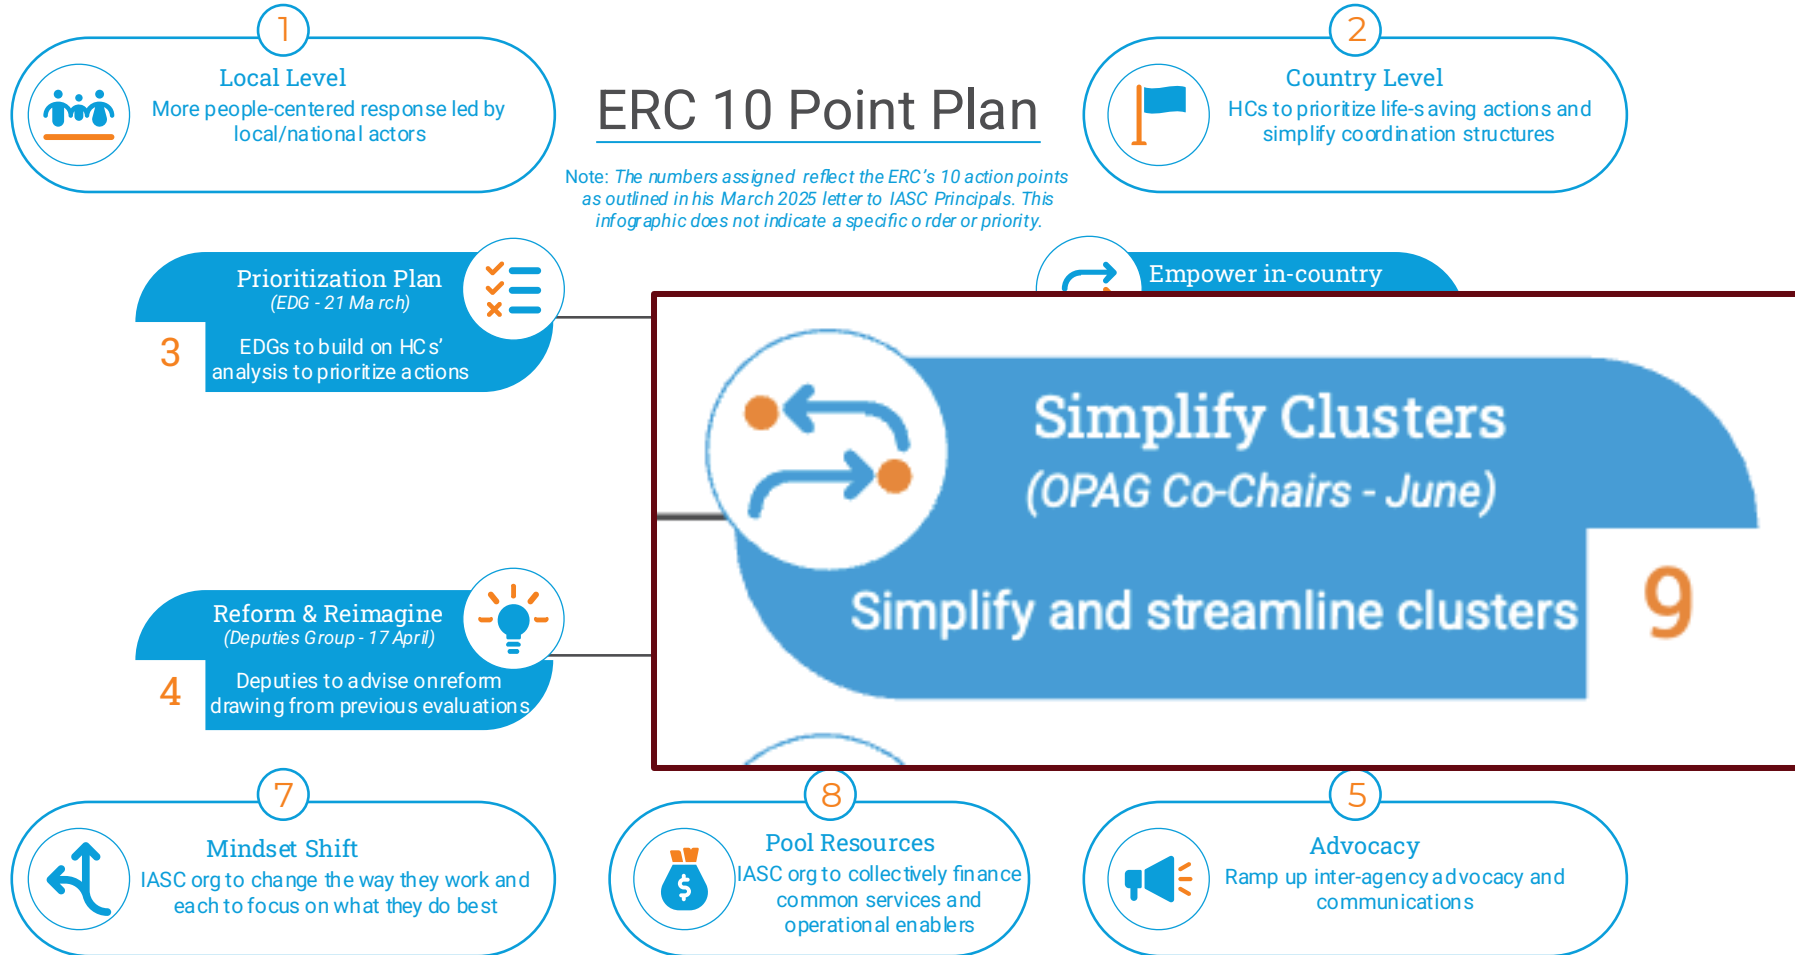 1
Local Level
More people-centered response led by
local/national actors
ERC 10 Point Plan
Note: The numbers assigned reflect the ERC's 10 action points
as outlined in his March 2025 letter to IASC Principals. This
infographic does not indicate a specific order or priority.
2
Country Level
HCs to prioritize life-saving actions and
simplify coordination structures
Prioritization Plan
(EDG - 21 March)
3
EDGs to build on HCs'
analysis to prioritize actions
Empower in-country
Simplify Clusters
(OPAG Co-Chairs - June)
Simplify and streamline clusters
9
Reform & Reimagine
(Deputies Group - 17 April)
4
Deputies to advise on reform
drawing from previous evaluations
7
Mindset Shift
IASC org to change the way they work and
each to focus on what they do best
8
Pool Resources
IASC org to collectively finance
common services and
operational enablers
5
Advocacy
Ramp up inter-agency advocacy and
communications